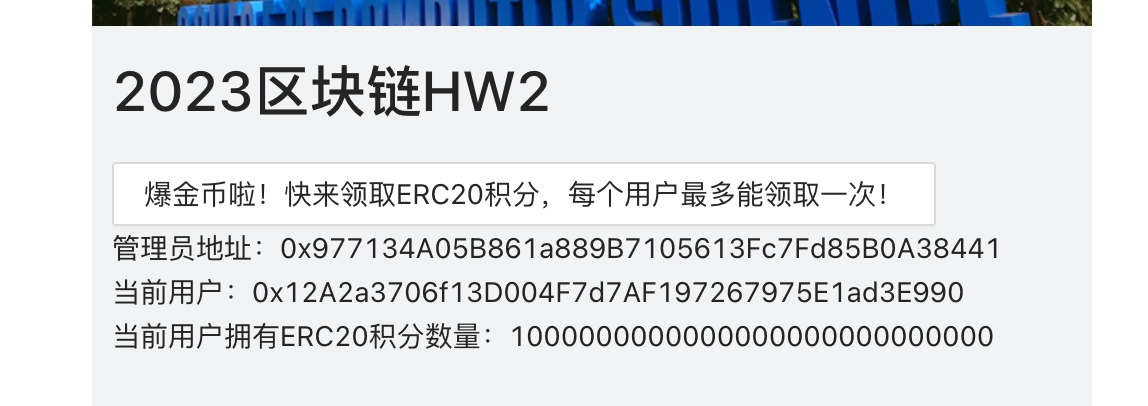 2023区块链HW2
爆金币啦！快来领取ERC20积分，每个用户最多能领取一次！
管理员地址：0x977134A05B861a889B7105613Fc7Fd85B0A38441
当前用户：0x12A2a3706f13D004F7d7AF197267975E1ad3E990
当前用户拥有ERC20积分数量：10000000000000000000000000000